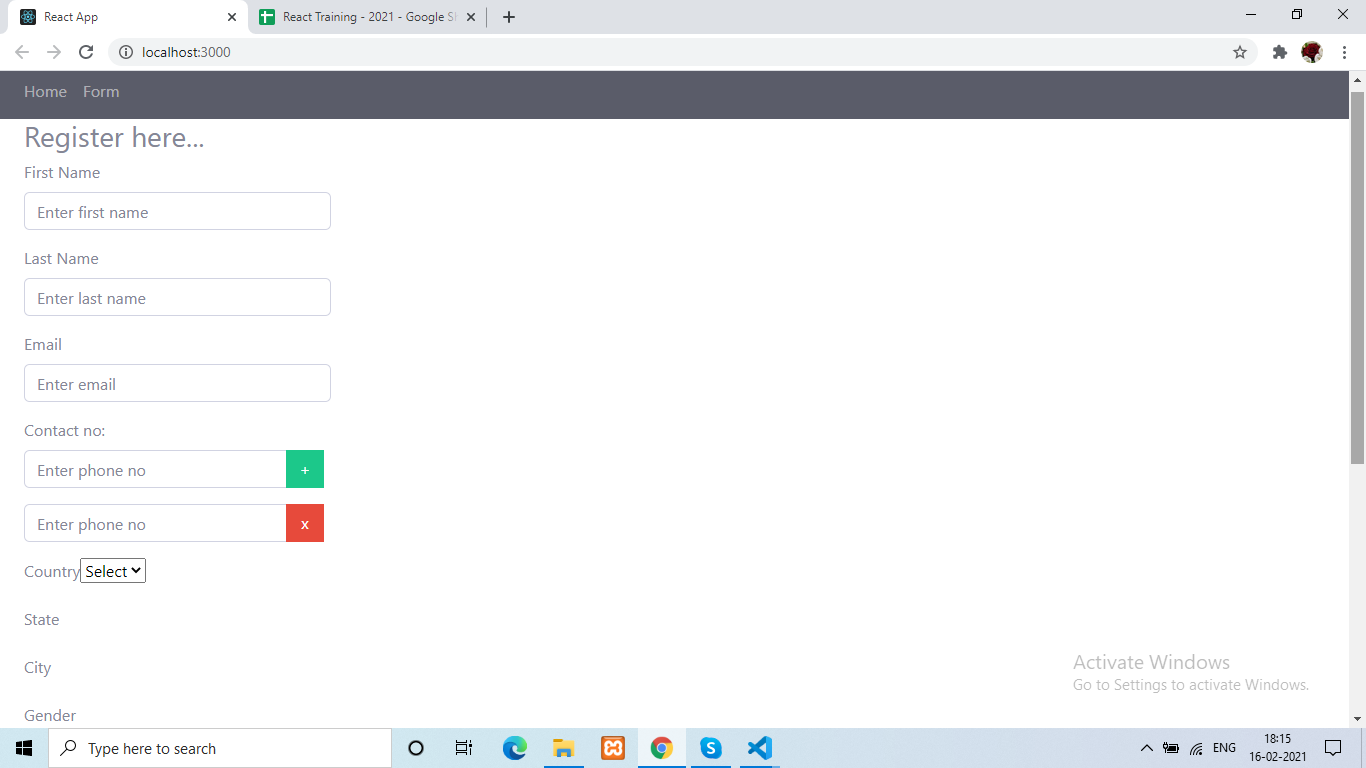 React App
React Training - 2021 - Google S
localhost:3000
Home Form
Register here...
First Name
Enter first name
Last Name
Enter last name
Email
Enter email
Contact no:
Enter phone no +
Enter phone no x
Country Select
State
City
Gender
Activate Windows
Go to Settings to activate Windows.
Type here to search
ENG
18:15
16-02-2021